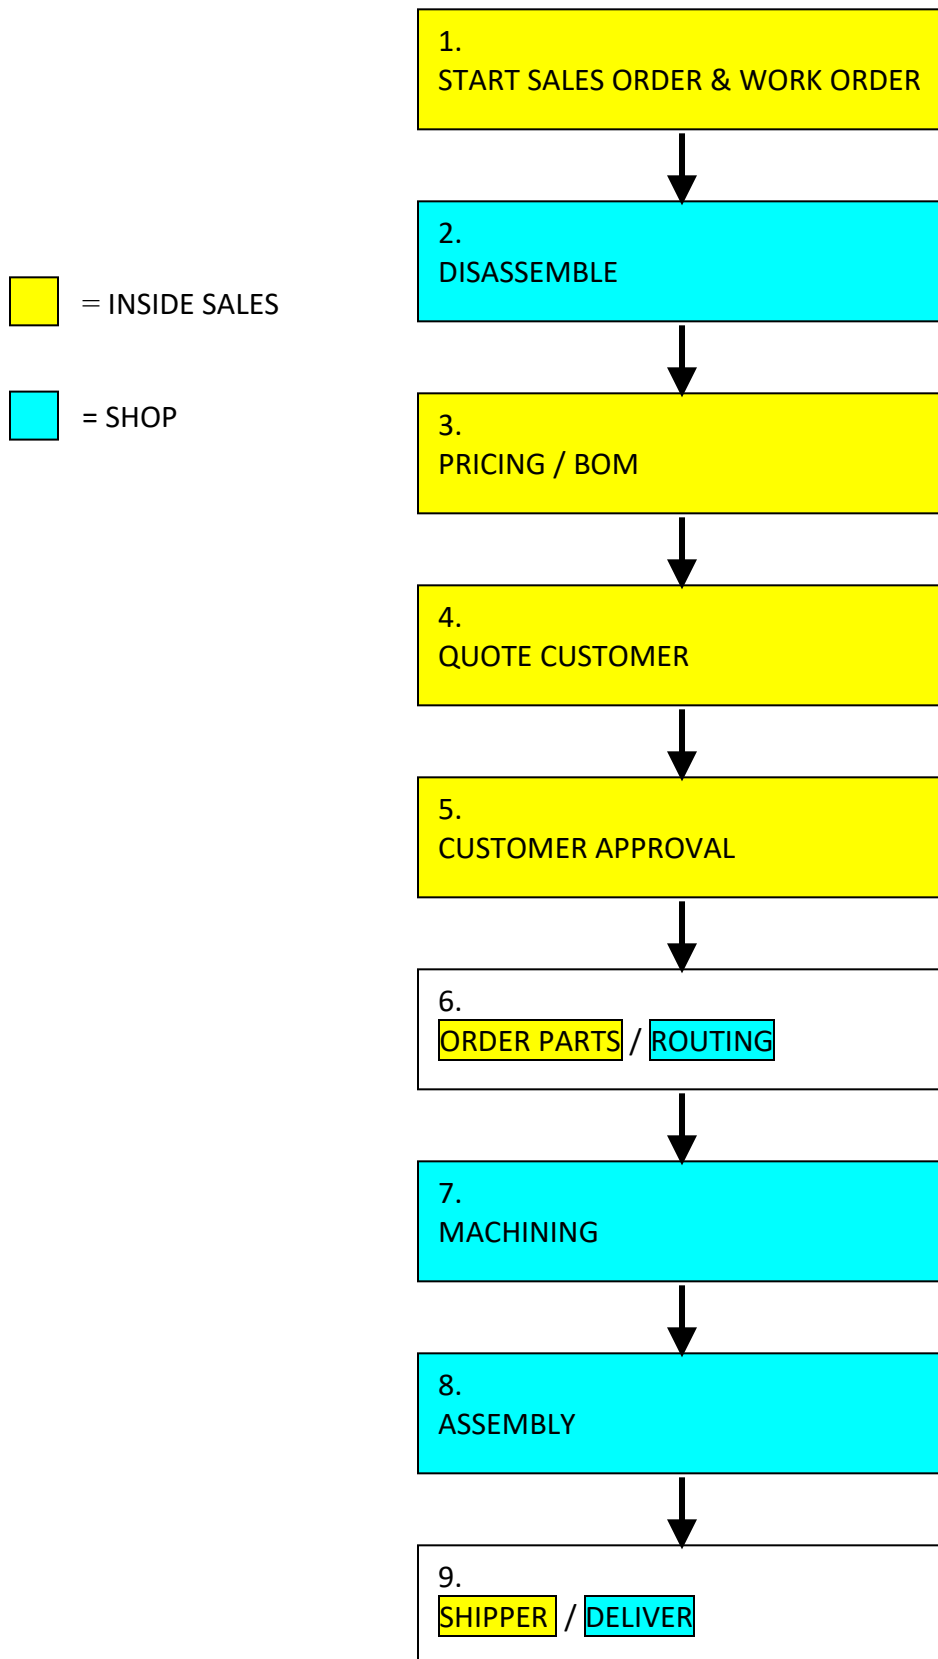 1.
START SALES ORDER & WORK ORDER
2.
DISASSEMBLE
= INSIDE SALES
= SHOP
3.
PRICING / BOM
4.
QUOTE CUSTOMER
5.
CUSTOMER APPROVAL
6.
ORDER PARTS / ROUTING
7.
MACHINING
8.
ASSEMBLY
9.
SHIPPER / DELIVER